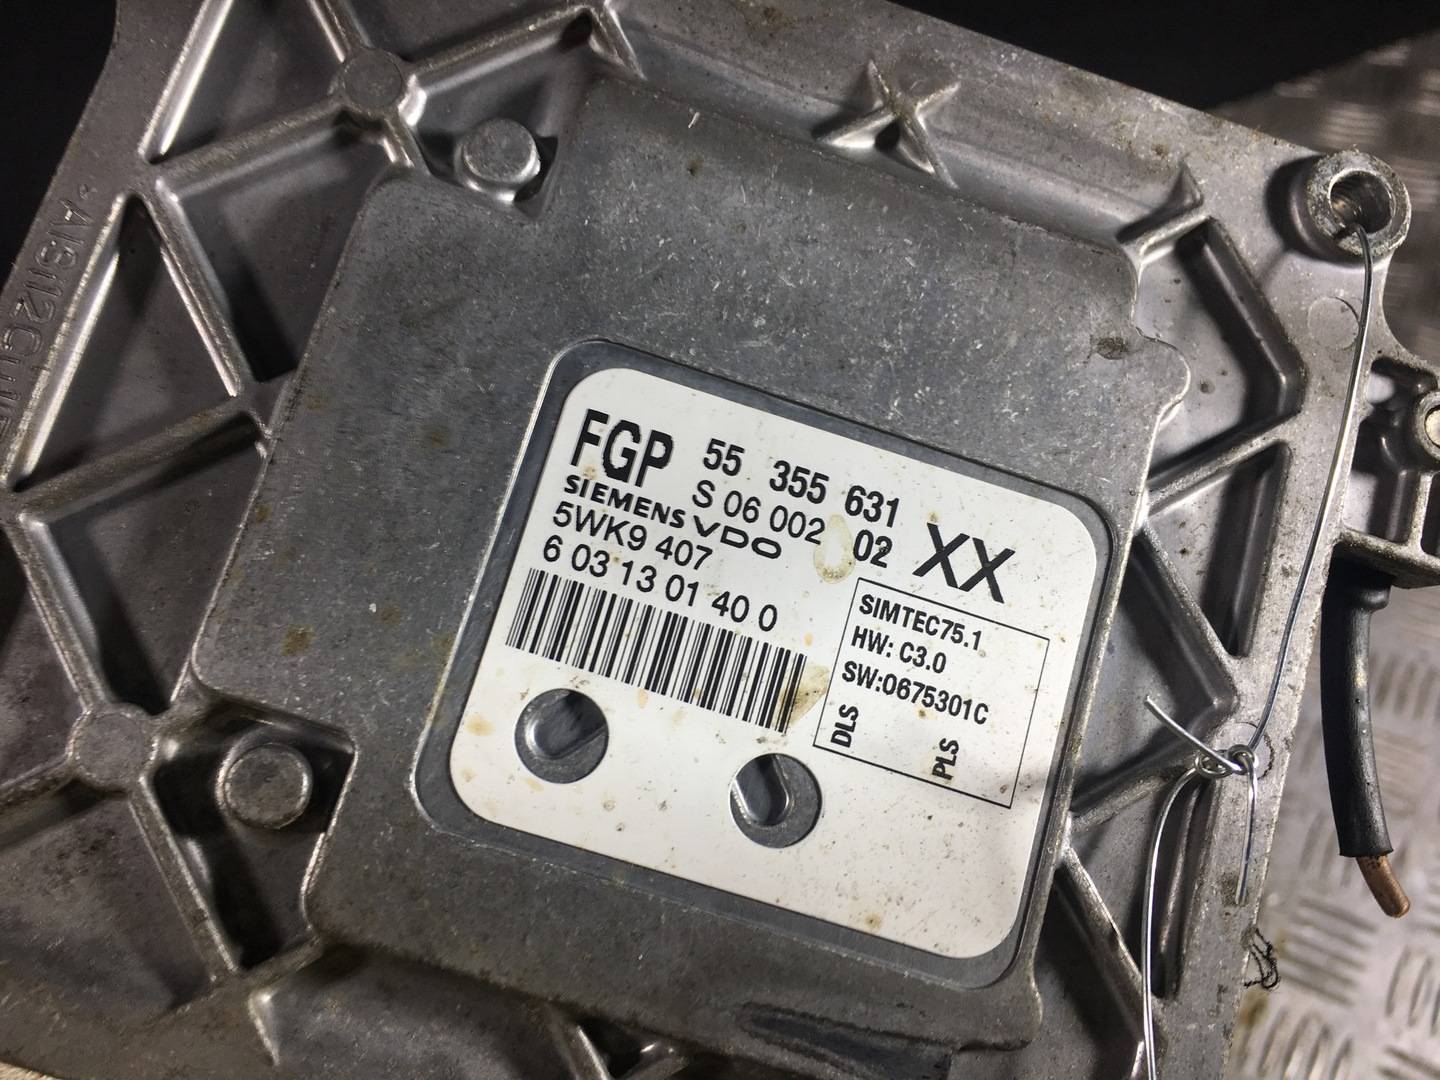 FGP 55 355 631
S 06 002 02 XX
SIEMENS VDO
5WK9 407
6 03 13 01 40 0
SIMTEC75.1
HW: C3.0
SW:0675301C
DLS PLS